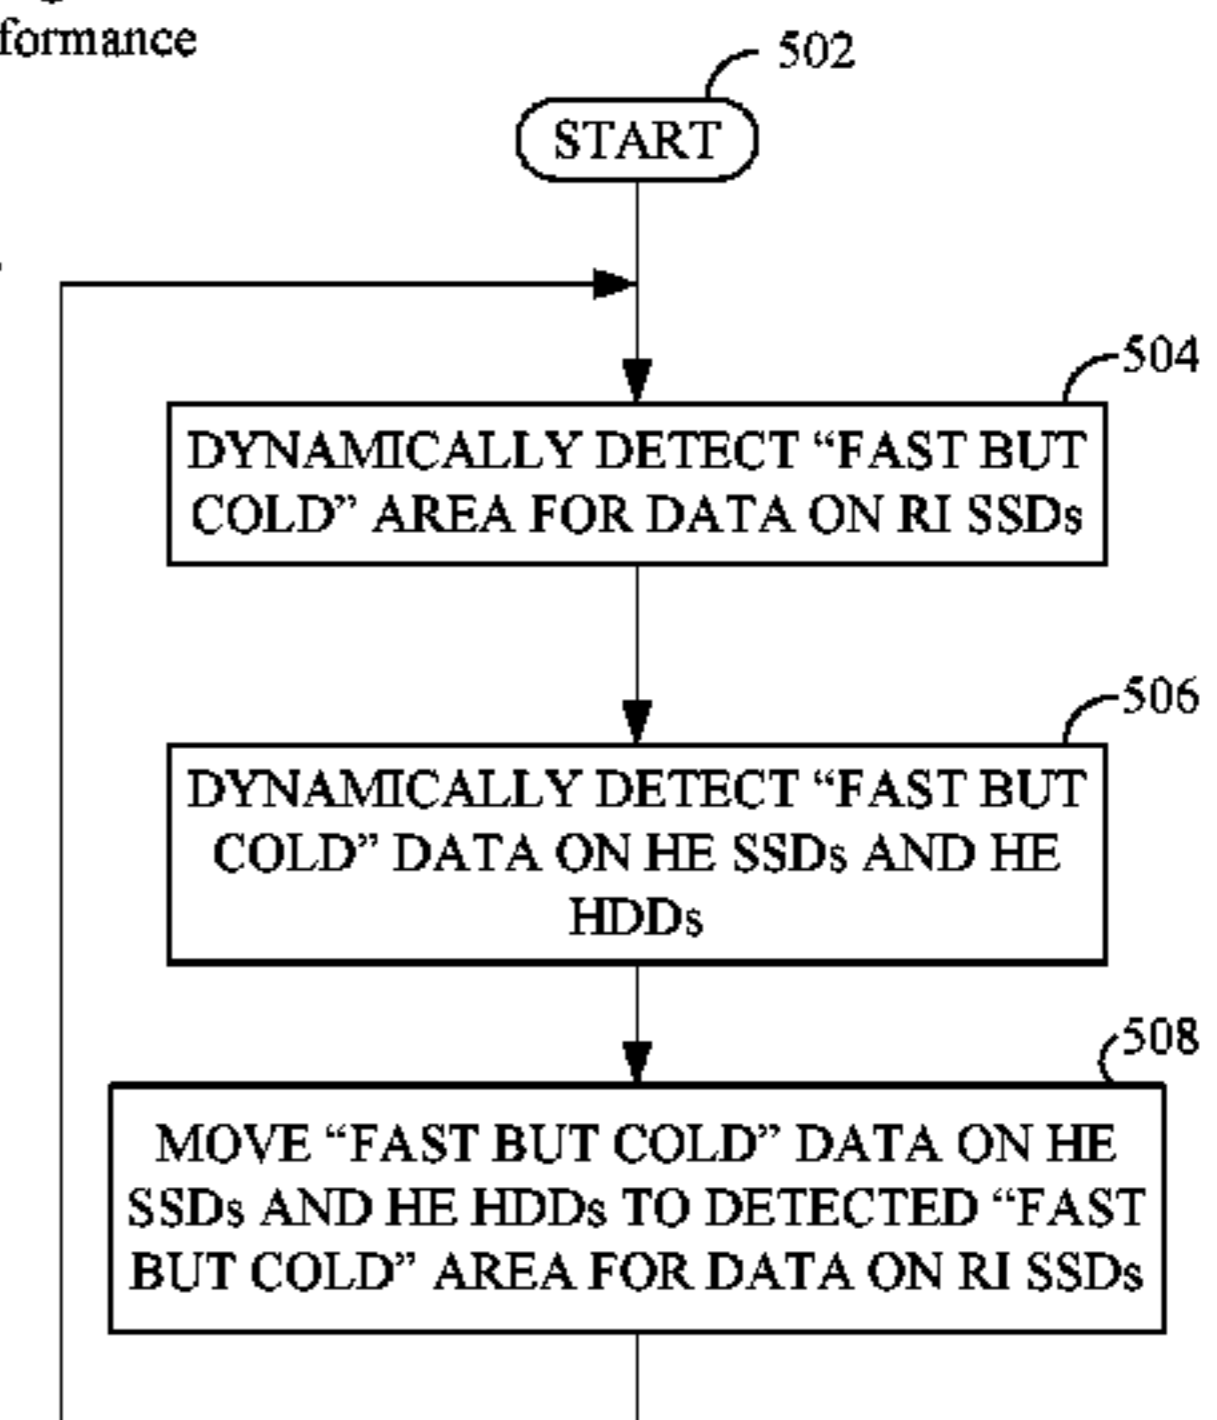 formance
502
START
504
DYNAMICALLY DETECT “FAST BUT
COLD” AREA FOR DATA ON RI SSDs
506
DYNAMICALLY DETECT “FAST BUT
COLD” DATA ON HE SSDs AND HE
HDDs
508
MOVE “FAST BUT COLD” DATA ON HE
SSDs AND HE HDDs TO DETECTED “FAST
BUT COLD” AREA FOR DATA ON RI SSDs